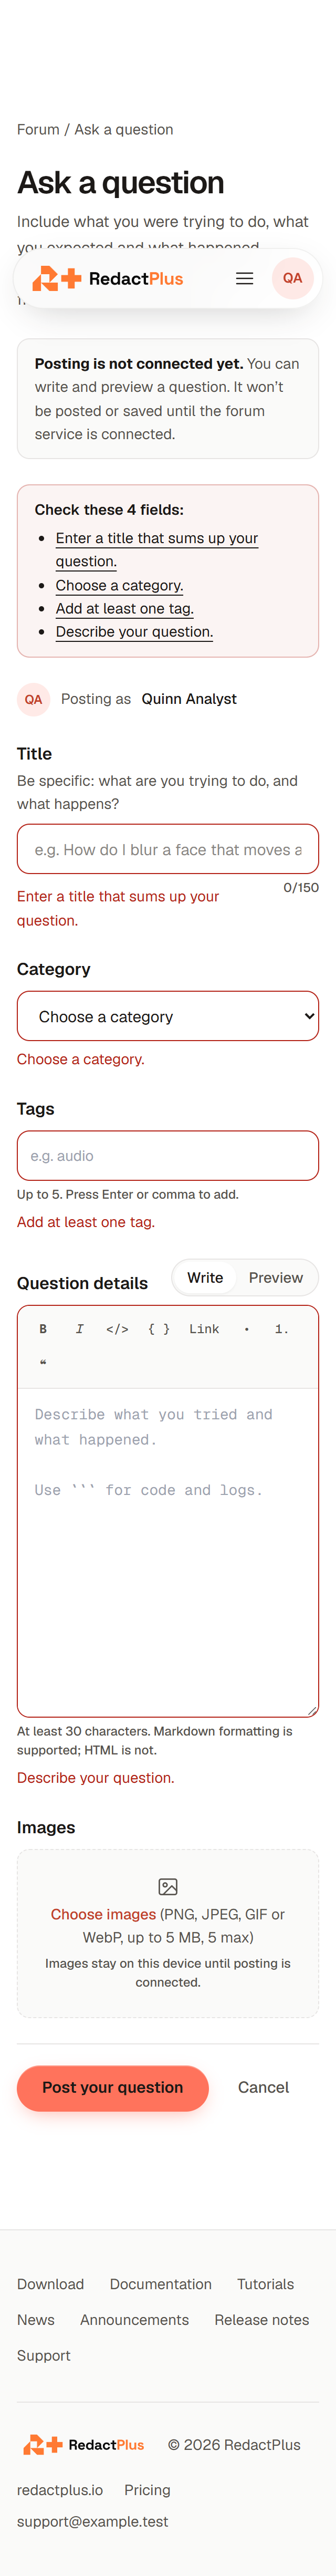 Forum / Ask a question
Ask a question
Include what you were trying to do, what
you expected and what happened
RedactPlus
QA
Posting is not connected yet. You can
write and preview a question. It won't
be posted or saved until the forum
service is connected.
Check these 4 fields:
• Enter a title that sums up your
question.
• Choose a category.
• Add at least one tag.
• Describe your question.
QA Posting as Quinn Analyst
Title
Be specific: what are you trying to do, and
what happens?
e.g. How do I blur a face that moves a
0/150
Enter a title that sums up your
question.
Category
Choose a category
Choose a category.
Tags
e.g. audio
Up to 5. Press Enter or comma to add.
Add at least one tag.
Question details Write Preview
B I </> { } Link • 1.
❝
Describe what you tried and
what happened.
Use ``` for code and logs.
At least 30 characters. Markdown formatting is
supported; HTML is not.
Describe your question.
Images
Choose images (PNG, JPEG, GIF or
WebP, up to 5 MB, 5 max)
Images stay on this device until posting is
connected.
Post your question Cancel
Download Documentation Tutorials
News Announcements Release notes
Support
RedactPlus © 2026 RedactPlus
redactplus.io Pricing
support@example.test